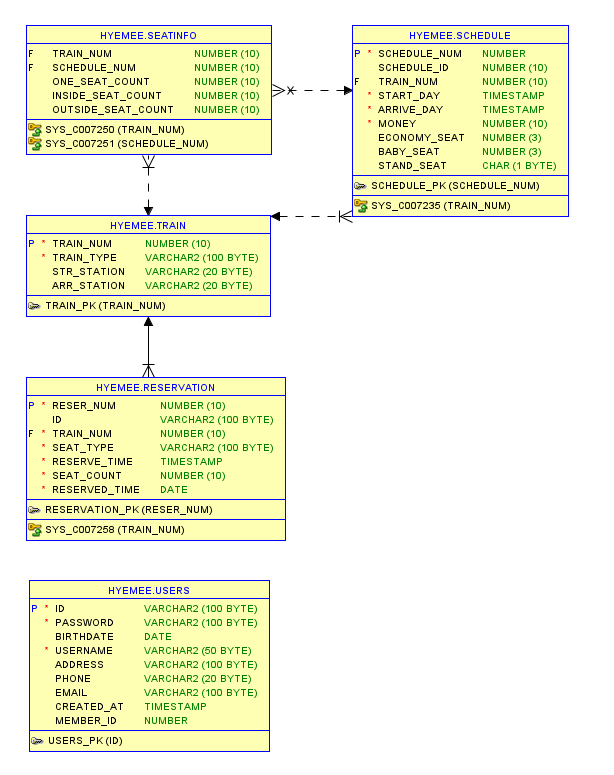 HYEMEE.SEATINFO
F TRAIN_NUM NUMBER (10)
F SCHEDULE_NUM NUMBER (10)
ONE_SEAT_COUNT NUMBER (10)
INSIDE_SEAT_COUNT NUMBER (10)
OUTSIDE_SEAT_COUNT NUMBER (10)
SYS_C007250 (TRAIN_NUM)
SYS_C007251 (SCHEDULE_NUM)
HYEMEE.SCHEDULE
P * SCHEDULE_NUM NUMBER
SCHEDULE_ID NUMBER (10)
F TRAIN_NUM NUMBER (10)
* START_DAY TIMESTAMP
* ARRIVE_DAY TIMESTAMP
* MONEY NUMBER (10)
ECONOMY_SEAT NUMBER (3)
BABY_SEAT NUMBER (3)
STAND_SEAT CHAR (1 BYTE)
SCHEDULE_PK (SCHEDULE_NUM)
SYS_C007235 (TRAIN_NUM)
HYEMEE.TRAIN
P * TRAIN_NUM NUMBER (10)
* TRAIN_TYPE VARCHAR2 (100 BYTE)
STR_STATION VARCHAR2 (20 BYTE)
ARR_STATION VARCHAR2 (20 BYTE)
TRAIN_PK (TRAIN_NUM)
HYEMEE.RESERVATION
P * RESER_NUM NUMBER (10)
ID VARCHAR2 (100 BYTE)
F * TRAIN_NUM NUMBER (10)
* SEAT_TYPE VARCHAR2 (100 BYTE)
* RESERVE_TIME TIMESTAMP
* SEAT_COUNT NUMBER (10)
* RESERVED_TIME DATE
RESERVATION_PK (RESER_NUM)
SYS_C007258 (TRAIN_NUM)
HYEMEE.USERS
P * ID VARCHAR2 (100 BYTE)
* PASSWORD VARCHAR2 (100 BYTE)
BIRTHDATE DATE
* USERNAME VARCHAR2 (50 BYTE)
ADDRESS VARCHAR2 (100 BYTE)
PHONE VARCHAR2 (20 BYTE)
EMAIL VARCHAR2 (100 BYTE)
CREATED_AT TIMESTAMP
MEMBER_ID NUMBER
USERS_PK (ID)